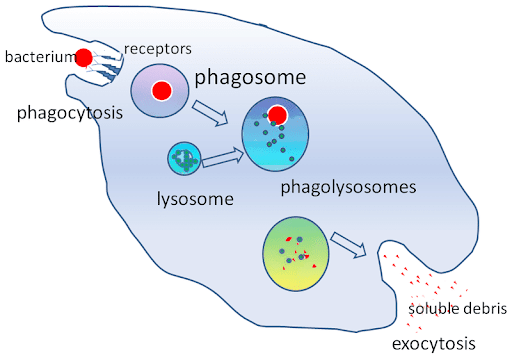 bacterium
receptors
phagosome
phagocytosis
lysosome
phagolysosomes
soluble debris
exocytosis